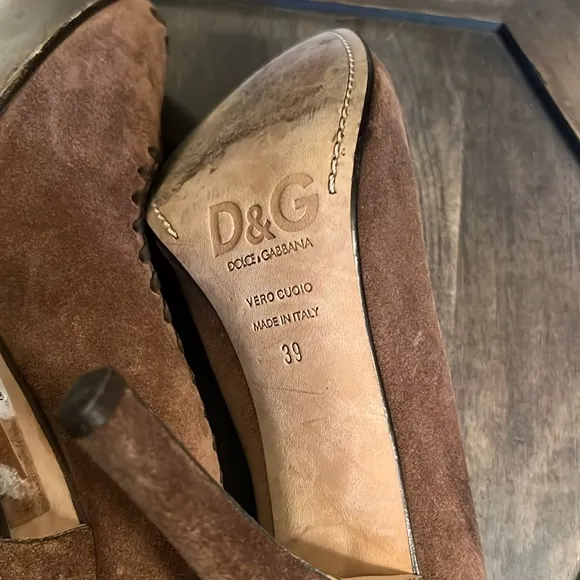 D&G
DOLCE & GABBANA
VERO CUOIO
MADE IN ITALY
39